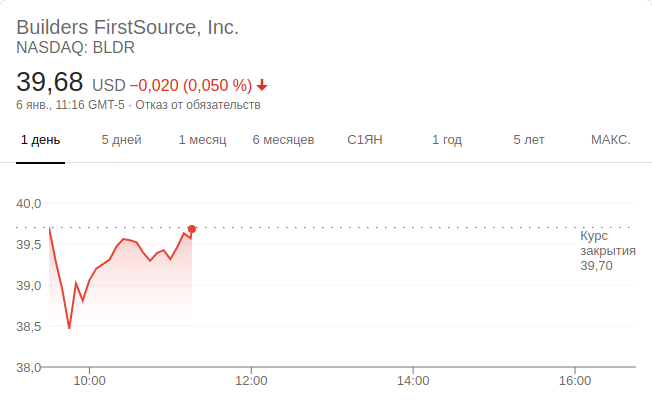 Builders FirstSource, Inc.
NASDAQ: BLDR
39,68 USD −0,020 (0,050 %)
6 янв., 11:16 GMT-5 · Отказ от обязательств
1 день 5 дней 1 месяц 6 месяцев С1ЯН 1 год 5 лет МАКС.
40,0
39,5
39,0
38,5
38,0
Курс
закрытия
39,70
10:00 12:00 14:00 16:00